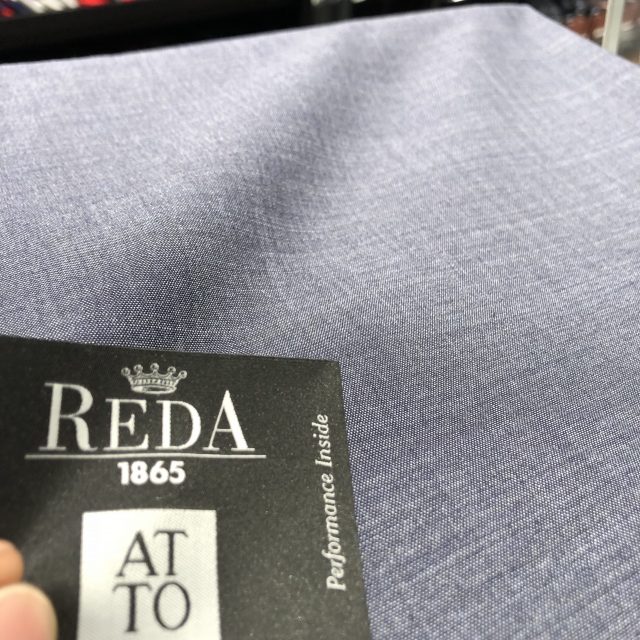 REDA
1865
AT
TO
Performance Inside